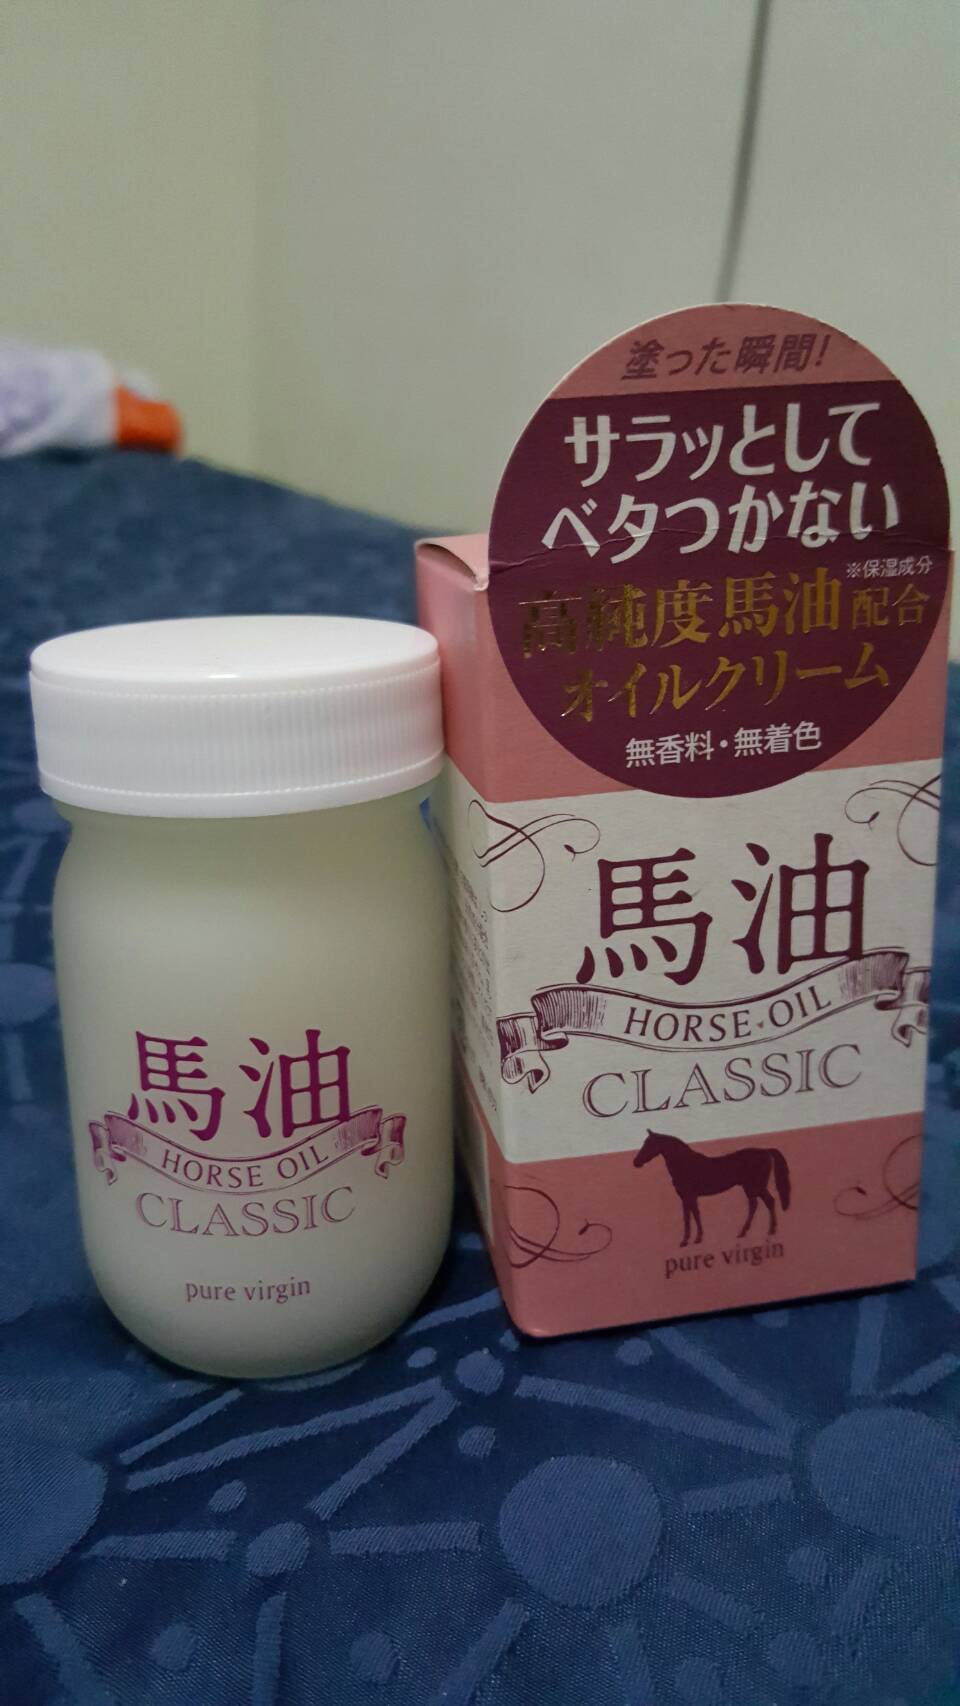 塗った瞬間!
サラッとして
ベタつかない
※保湿成分
高純度馬油配合
オイルクリーム
無香料・無着色
馬油
HORSE・OIL
CLASSIC
pure virgin
馬油
HORSE OIL
CLASSIC
pure virgin